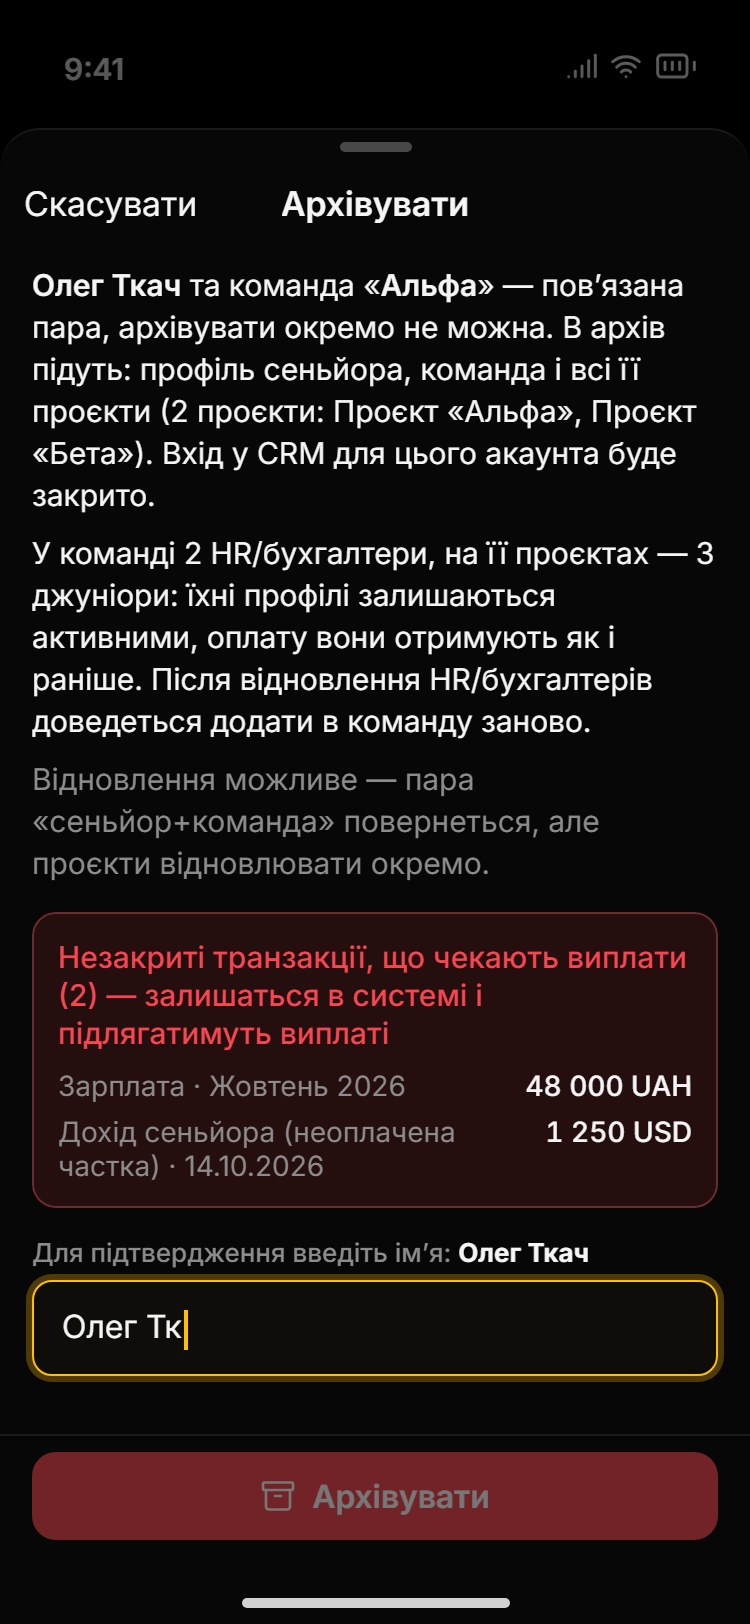 9:41
Скасувати
Архівувати
Олег Ткач та команда «Альфа» — пов’язана
пара, архівувати окремо не можна. В архів
підуть: профіль сеньйора, команда і всі її
проєкти (2 проєкти: Проєкт «Альфа», Проєкт
«Бета»). Вхід у CRM для цього акаунта буде
закрито.
У команді 2 HR/бухгалтери, на її проєктах — 3
джуніори: їхні профілі залишаються
активними, оплату вони отримують як і
раніше. Після відновлення HR/бухгалтерів
доведеться додати в команду заново.
Відновлення можливе — пара
«сеньйор+команда» повернеться, але
проєкти відновлювати окремо.
Незакриті транзакції, що чекають виплати
(2) — залишаться в системі і
підлягатимуть виплаті
Зарплата · Жовтень 2026 48 000 UAH
Дохід сеньйора (неоплачена 1 250 USD
частка) · 14.10.2026
Для підтвердження введіть ім’я: Олег Ткач
Олег Тк
Архівувати